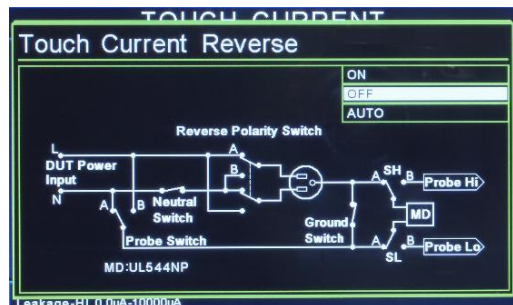 TOUCH CURRENT
Touch Current Reverse
ON
OFF
AUTO
Reverse Polarity Switch
L
DUT Power
Input
N
A
B
Neutral
Switch
Probe Switch
A
B
Ground
Switch
A SH B Probe Hi
MD
A B Probe Lo
SL
MD:UL544NP
Leakage-HI 0.0uA-10000uA